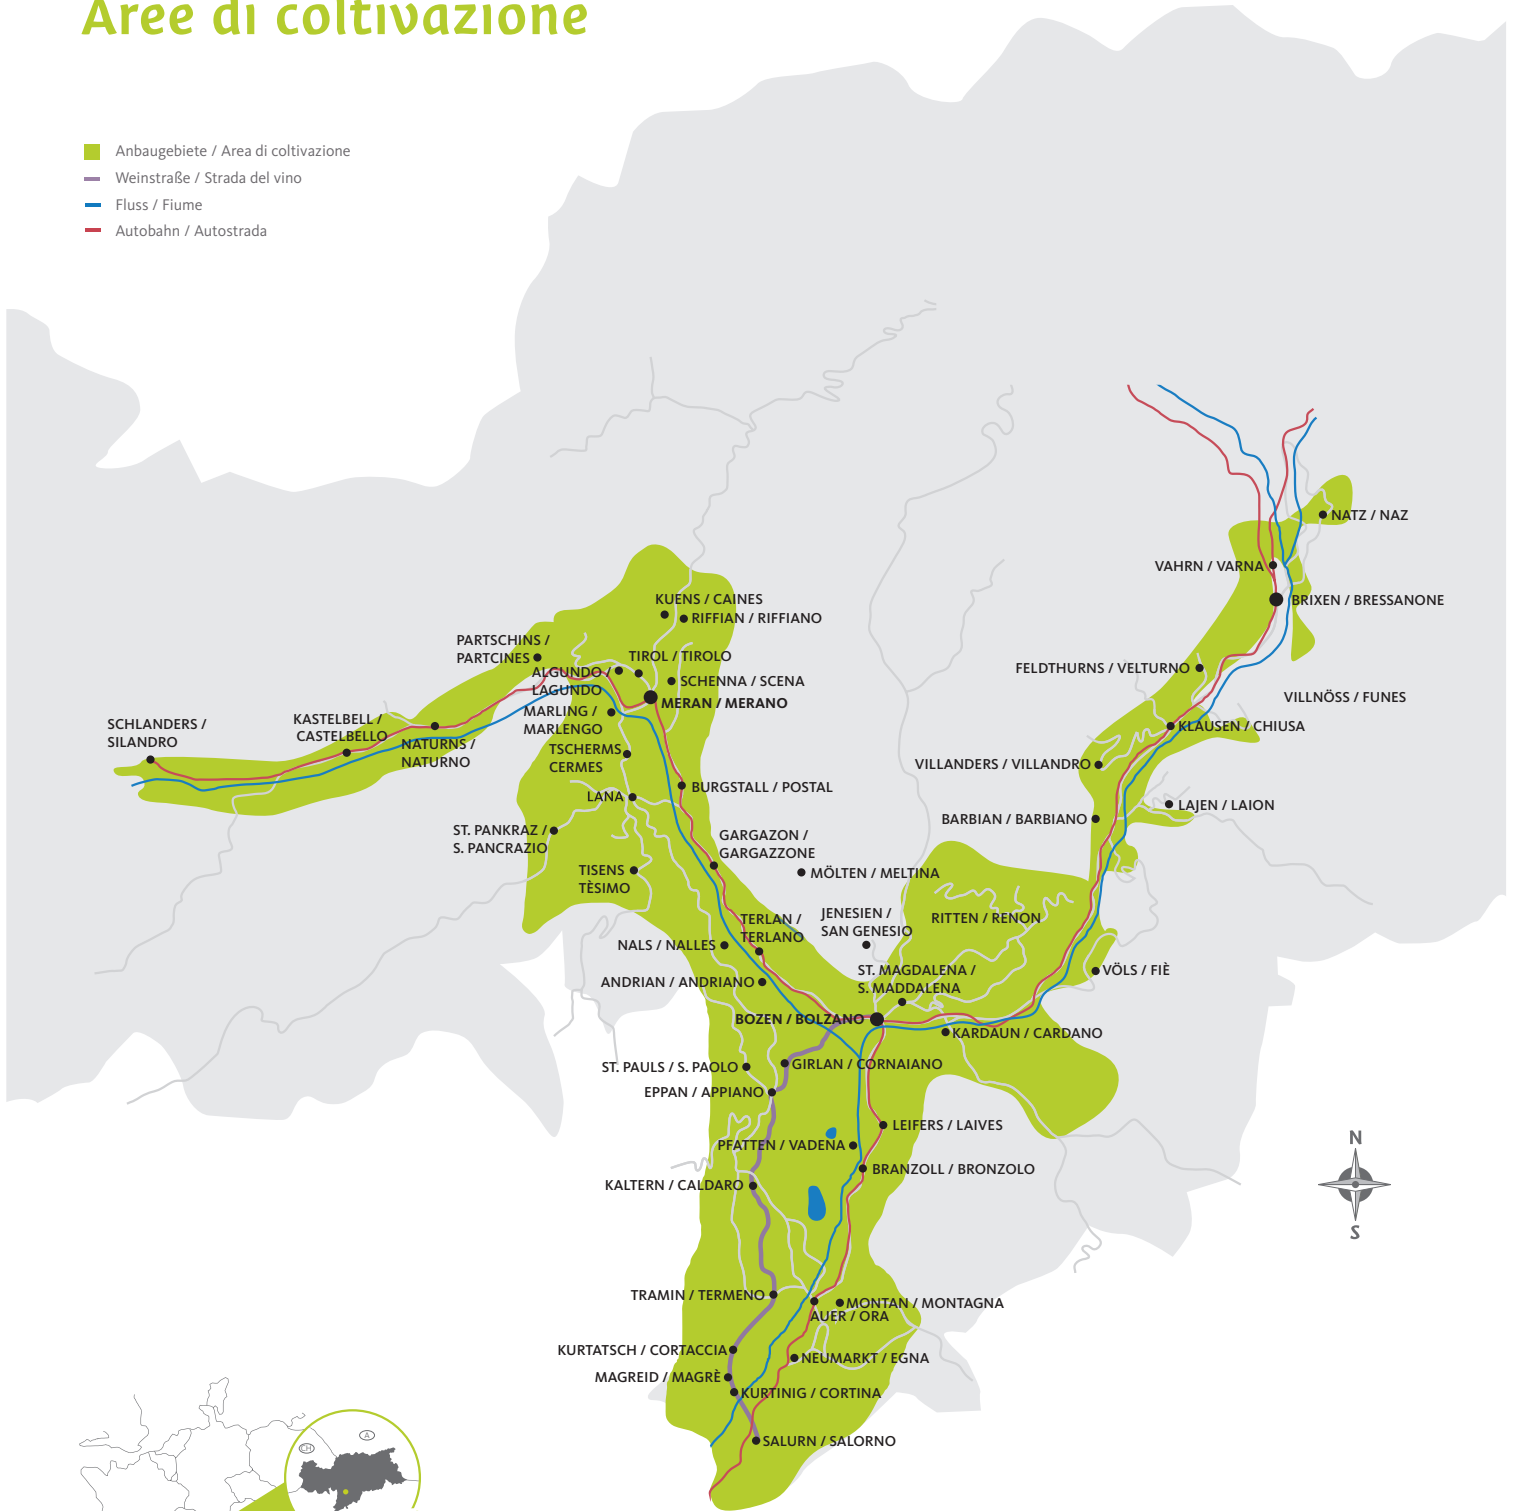 Aree di coltivazione
Anbaugebiete / Area di coltivazione
Weinstraße / Strada del vino
Fluss / Fiume
Autobahn / Autostrada
NATZ / NAZ
VAHRN / VARNA
BRIXEN / BRESSANONE
KUENS / CAINES
RIFFIAN / RIFFIANO
PARTSCHINS /
PARTCINES
TIROL / TIROLO
ALGUNDO /
LAGUNDO
SCHENNA / SCENA
FELDTHURNS / VELTURNO
VILLNÖSS / FUNES
MERAN / MERANO
MARLING /
MARLENGO
SCHLANDERS /
SILANDRO
KASTELBELL /
CASTELBELLO
NATURNS /
NATURNO
KLAUSEN / CHIUSA
TSCHERMS
CERMES
VILLANDERS / VILLANDRO
BURGSTALL / POSTAL
LANA
LAJEN / LAION
BARBIAN / BARBIANO
ST. PANKRAZ /
S. PANCRAZIO
GARGAZON /
GARGAZZONE
TISENS
TÈSIMO
MÖLTEN / MELTINA
JENESIEN /
SAN GENESIO
RITTEN / RENON
TERLAN /
TERLANO
NALS / NALLES
ST. MAGDALENA /
S. MADDALENA
VÖLS / FIÈ
ANDRIAN / ANDRIANO
BOZEN / BOLZANO
KARDAUN / CARDANO
ST. PAULS / S. PAOLO
GIRLAN / CORNAIANO
EPPAN / APPIANO
LEIFERS / LAIVES
PFATTEN / VADENA
BRANZOLL / BRONZOLO
KALTERN / CALDARO
N
S
TRAMIN / TERMENO
MONTAN / MONTAGNA
AUER / ORA
KURTATSCH / CORTACCIA
NEUMARKT / EGNA
MAGREID / MAGRÈ
KURTINIG / CORTINA
SALURN / SALORNO
A
CH